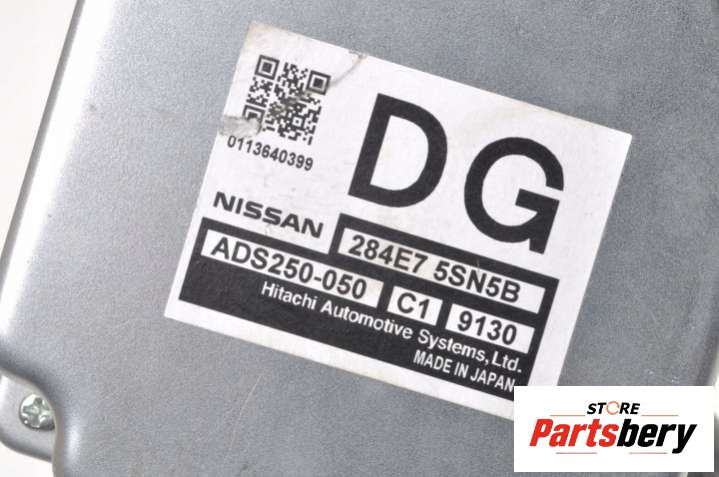 DG
0113640399
NISSAN
284E7 5SN5B
ADS250-050 C1 9130
Hitachi Automotive Systems,Ltd.
MADE IN JAPAN
STORE
Partsbery